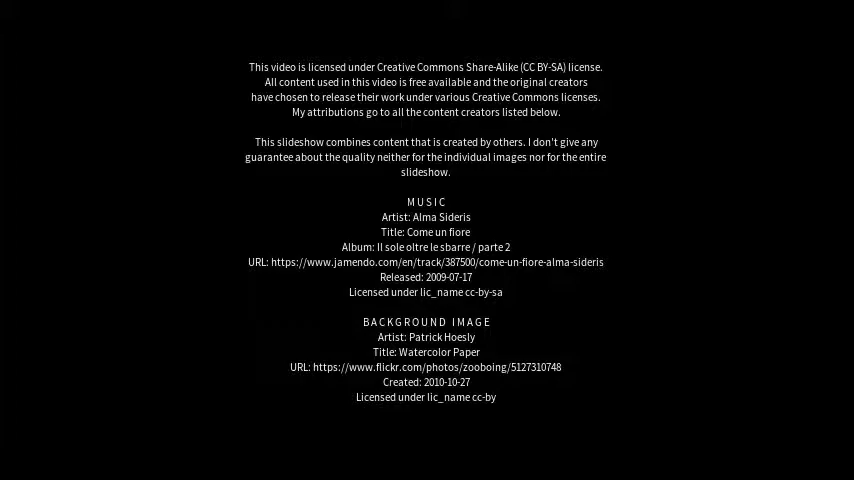 This video is licensed under Creative Commons Share-Alike (CC BY-SA) license.
All content used in this video is free available and the original creators
have chosen to release their work under various Creative Commons licenses.
My attributions go to all the content creators listed below.
This slideshow combines content that is created by others. I don't give any
guarantee about the quality neither for the individual images nor for the entire
slideshow.
MUSIC
Artist: Alma Sideris
Title: Come un fiore
Album: Il sole oltre le sbarre / parte 2
URL: https://www.jamendo.com/en/track/387500/come-un-fiore-alma-sideris
Released: 2009-07-17
Licensed under lic_name cc-by-sa
BACKGROUND IMAGE
Artist: Patrick Hoesly
Title: Watercolor Paper
URL: https://www.flickr.com/photos/zooboing/5127310748
Created: 2010-10-27
Licensed under lic_name cc-by